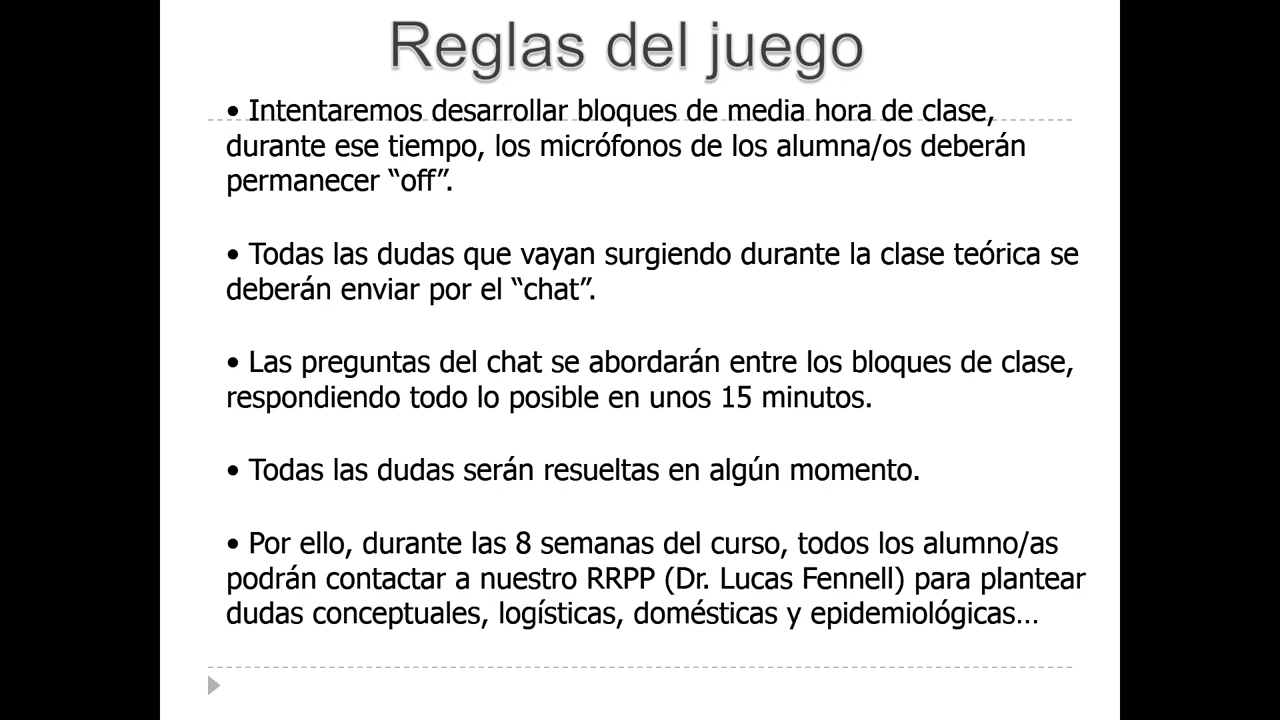 Reglas del juego
• Intentaremos desarrollar bloques de media hora de clase,
durante ese tiempo, los micrófonos de los alumna/os deberán
permanecer “off”.
• Todas las dudas que vayan surgiendo durante la clase teórica se
deberán enviar por el “chat”.
• Las preguntas del chat se abordarán entre los bloques de clase,
respondiendo todo lo posible en unos 15 minutos.
• Todas las dudas serán resueltas en algún momento.
• Por ello, durante las 8 semanas del curso, todos los alumno/as
podrán contactar a nuestro RRPP (Dr. Lucas Fennell) para plantear
dudas conceptuales, logísticas, domésticas y epidemiológicas…